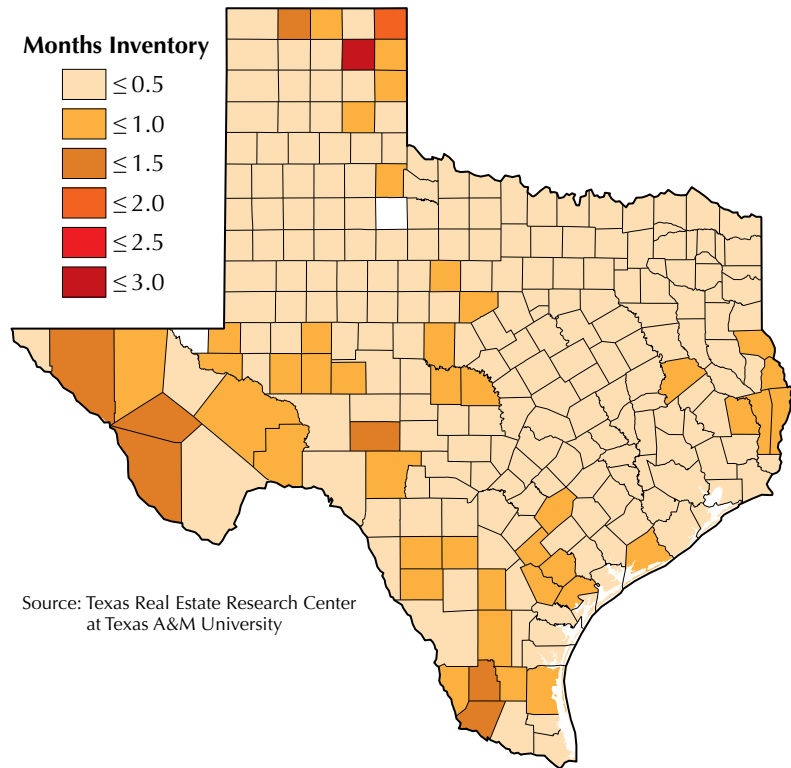 Months Inventory
≤ 0.5
≤ 1.0
≤ 1.5
≤ 2.0
≤ 2.5
≤ 3.0
Source: Texas Real Estate Research Center
at Texas A&M University